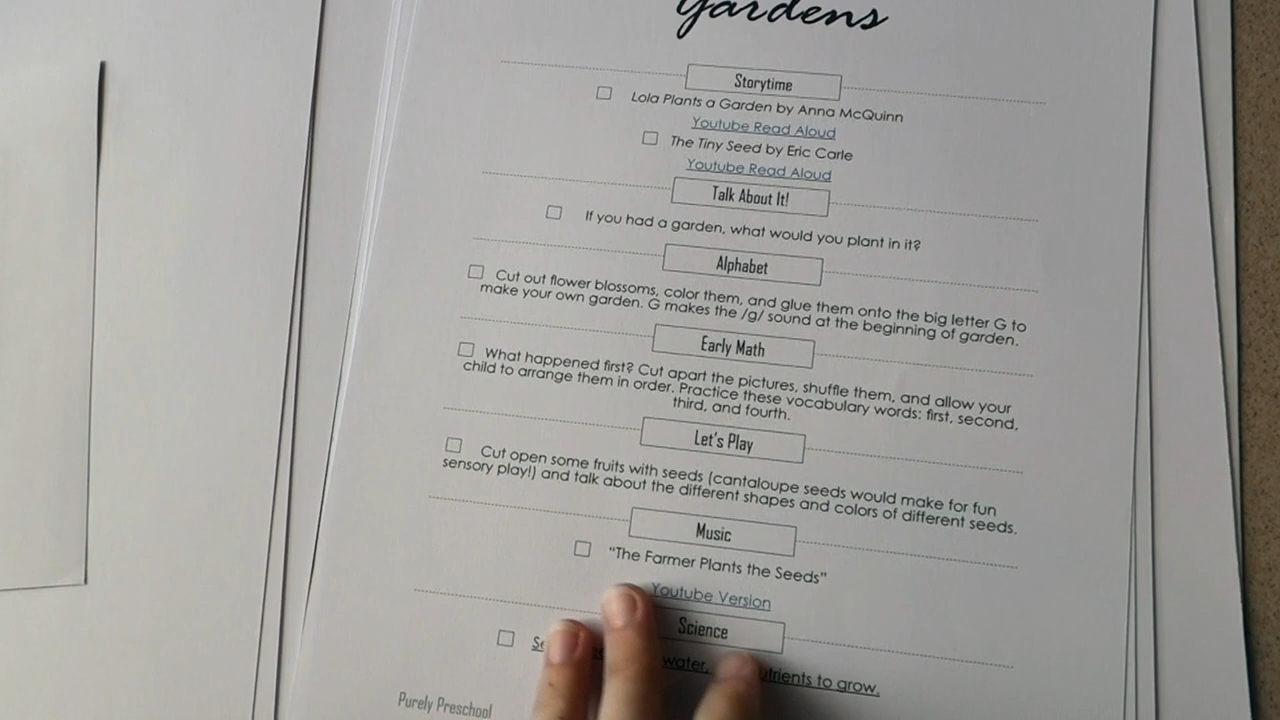 Gardens
Storytime
Lola Plants a Garden by Anna McQuinn
Youtube Read Aloud
The Tiny Seed by Eric Carle
Youtube Read Aloud
Talk About It!
If you had a garden, what would you plant in it?
Alphabet
Cut out flower blossoms, color them, and glue them onto the big letter G to
make your own garden. G makes the /g/ sound at the beginning of garden.
Early Math
What happened first? Cut apart the pictures, shuffle them, and allow your
child to arrange them in order. Practice these vocabulary words: first, second,
third, and fourth.
Let's Play
Cut open some fruits with seeds (cantaloupe seeds would make for fun
sensory play!) and talk about the different shapes and colors of different seeds.
Music
"The Farmer Plants the Seeds"
Youtube Version
Science
water, to grow.
Purely Preschool